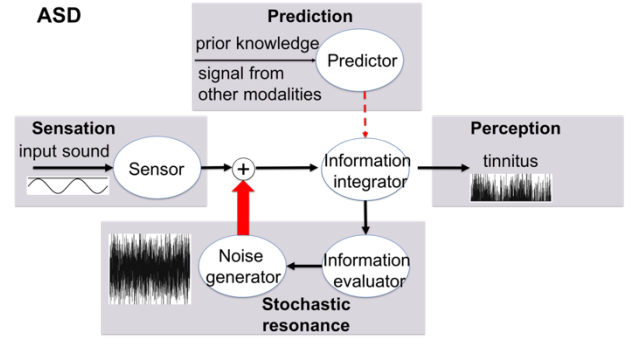 ASD
Prediction
prior knowledge
signal from
other modalities
Predictor
Sensation
input sound
Sensor
+
Information
integrator
Perception
tinnitus
Noise
generator
Information
evaluator
Stochastic
resonance